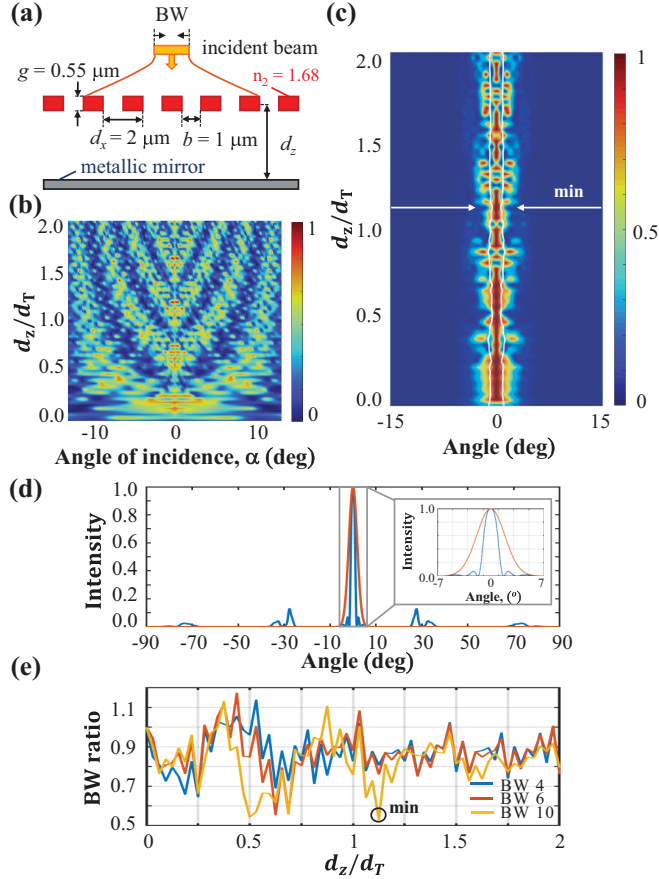 (a)
BW
incident beam
g = 0.55 μm
n2 = 1.68
dx = 2 μm
b = 1 μm
dz
metallic mirror
(b)
2.0
1.5
1.0
0.5
0.0
dz/dT
-10
0
10
Angle of incidence, α (deg)
1
0
(c)
2.0
1.5
1.0
0.5
0.0
dz/dT
min
-15
0
15
Angle (deg)
1
0.5
0
(d)
1.0
0.8
0.6
0.4
0.2
0.0
Intensity
-90
-70
-50
-30
-10
10
30
50
70
90
Angle (deg)
1.0
0.0
Intensity
-7
0
7
Angle, (°)
(e)
1.1
0.9
0.7
0.5
BW ratio
min
BW 4
BW 6
BW 10
0
0.5
1
1.5
2
dz/dT